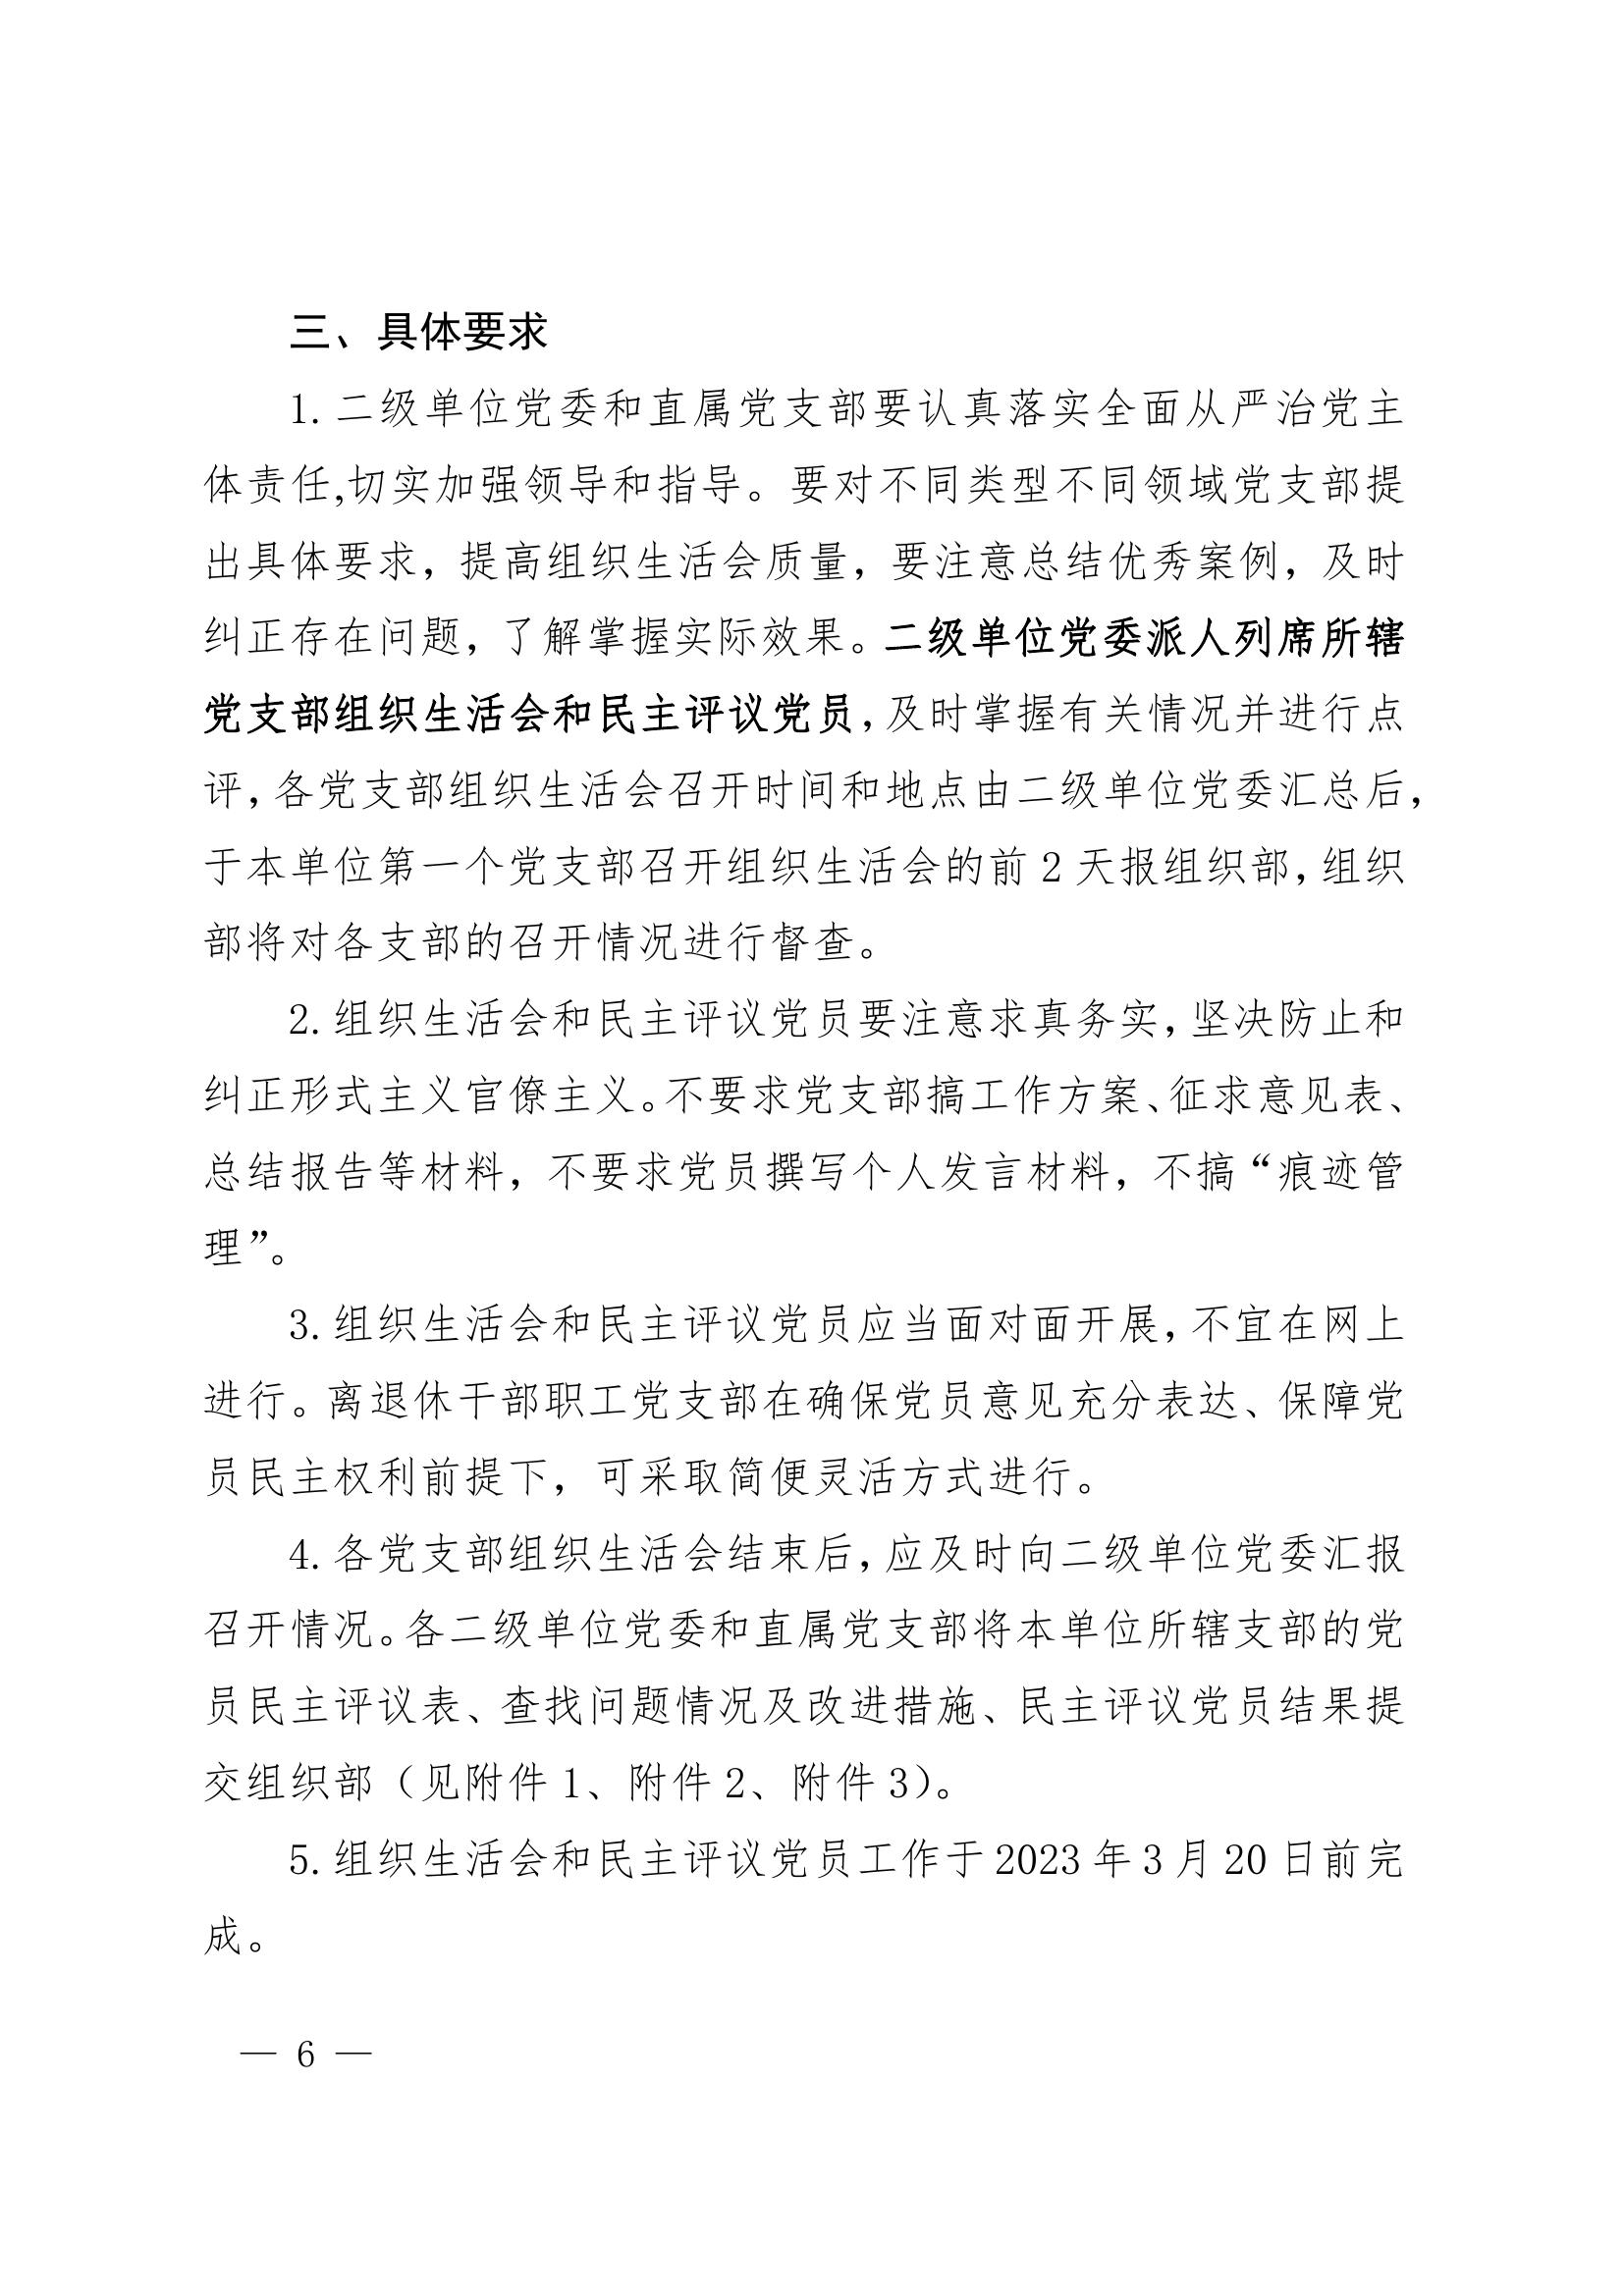 三、具体要求
1.二级单位党委和直属党支部要认真落实全面从严治党主
体责任,切实加强领导和指导。要对不同类型不同领域党支部提
出具体要求，提高组织生活会质量，要注意总结优秀案例，及时
纠正存在问题，了解掌握实际效果。二级单位党委派人列席所辖
党支部组织生活会和民主评议党员，及时掌握有关情况并进行点
评，各党支部组织生活会召开时间和地点由二级单位党委汇总后，
于本单位第一个党支部召开组织生活会的前 2 天报组织部，组织
部将对各支部的召开情况进行督查。
2.组织生活会和民主评议党员要注意求真务实，坚决防止和
纠正形式主义官僚主义。不要求党支部搞工作方案、征求意见表、
总结报告等材料，不要求党员撰写个人发言材料，不搞“痕迹管
理”。
3.组织生活会和民主评议党员应当面对面开展，不宜在网上
进行。离退休干部职工党支部在确保党员意见充分表达、保障党
员民主权利前提下，可采取简便灵活方式进行。
4.各党支部组织生活会结束后，应及时向二级单位党委汇报
召开情况。各二级单位党委和直属党支部将本单位所辖支部的党
员民主评议表、查找问题情况及改进措施、民主评议党员结果提
交组织部（见附件 1、附件 2、附件 3）。
5.组织生活会和民主评议党员工作于 2023 年 3 月 20 日前完
成。
— 6 —